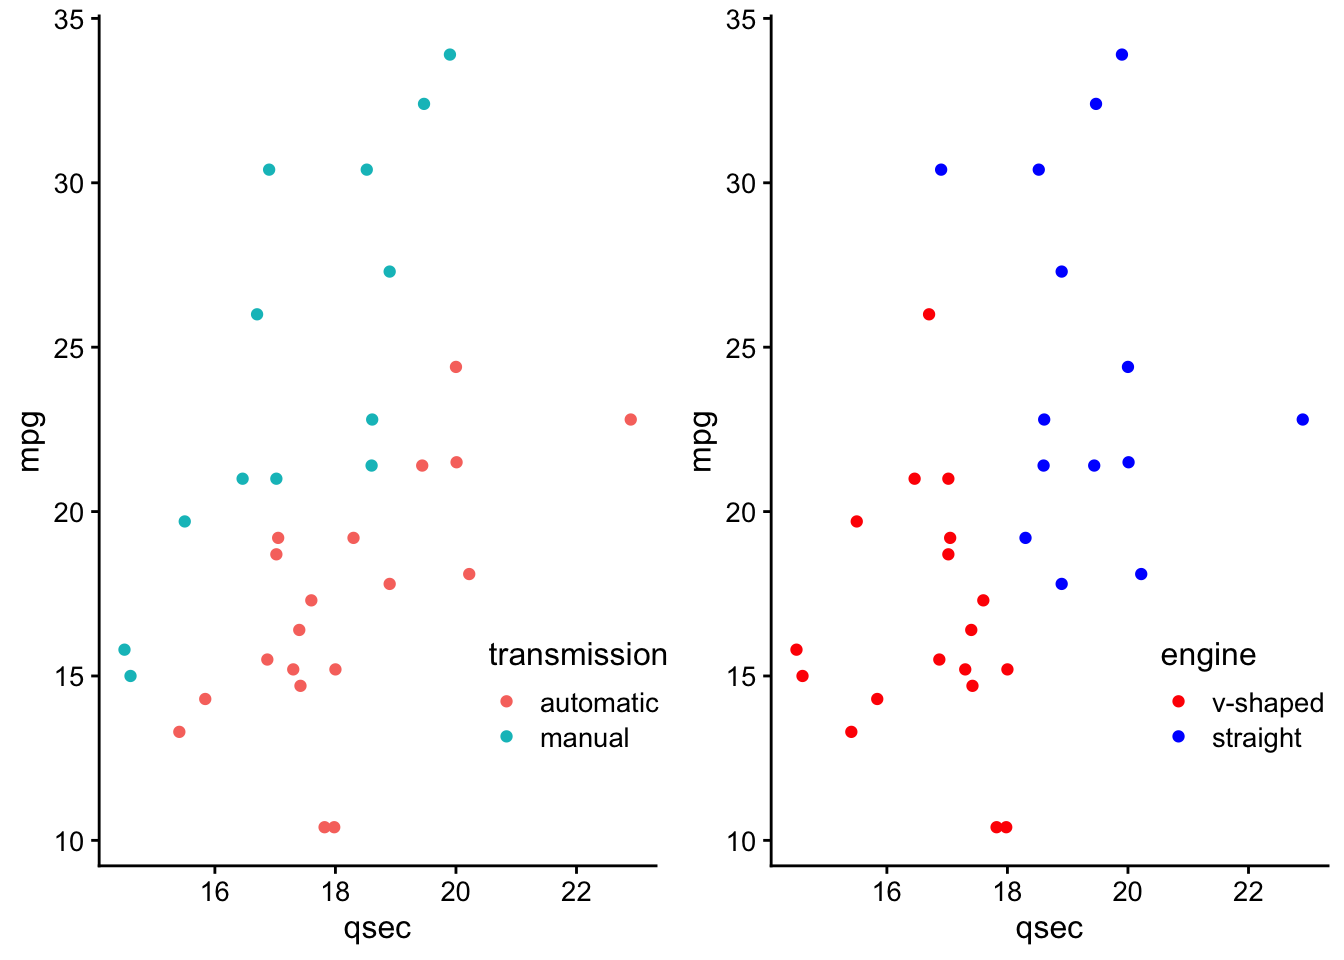 35
30
25
20
15
10
mpg
16 18 20 22
qsec
transmission
automatic
manual
35
30
25
20
15
10
mpg
16 18 20 22
qsec
engine
v-shaped
straight